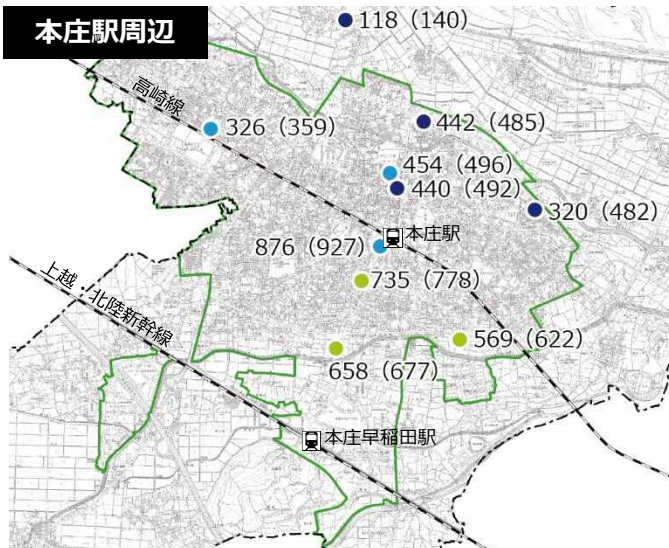 本庄駅周辺
118（140）
高崎線
326（359）
442（485）
454（496）
440（492）
320（482）
本庄駅
876（927）
735（778）
上越・北陸新幹線
569（622）
658（677）
本庄早稲田駅